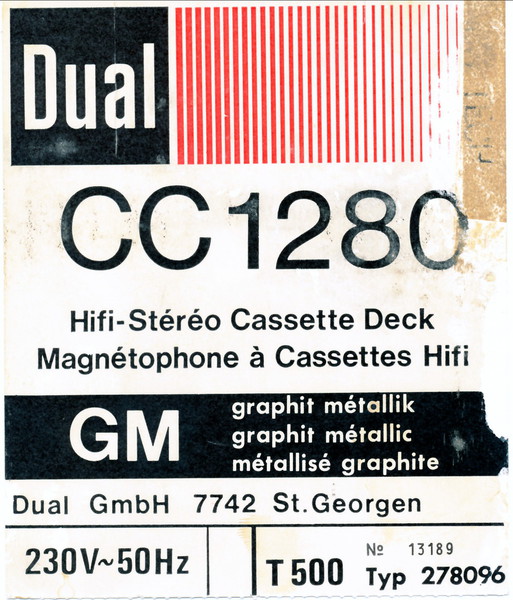 Dual
CC1280
Hifi-Stéréo Cassette Deck
Magnétophone à Cassettes Hifi
GM
graphit métallik
graphit métallic
métallisé graphite
Dual GmbH 7742 St.Georgen
230V~50Hz
T500
№ 13189
Typ 278096